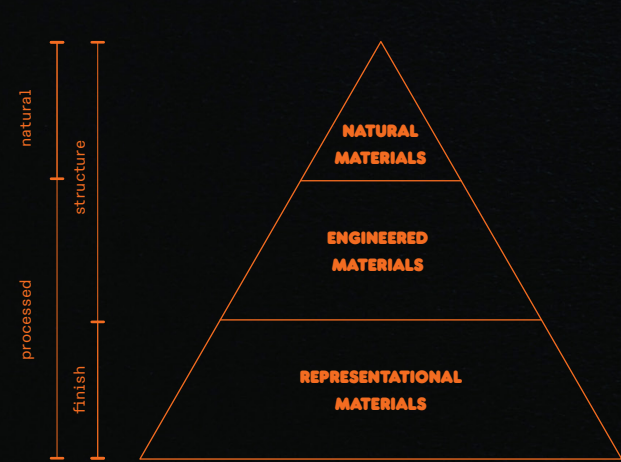 natural
processed
structure
finish
NATURAL
MATERIALS
ENGINEERED
MATERIALS
REPRESENTATIONAL
MATERIALS